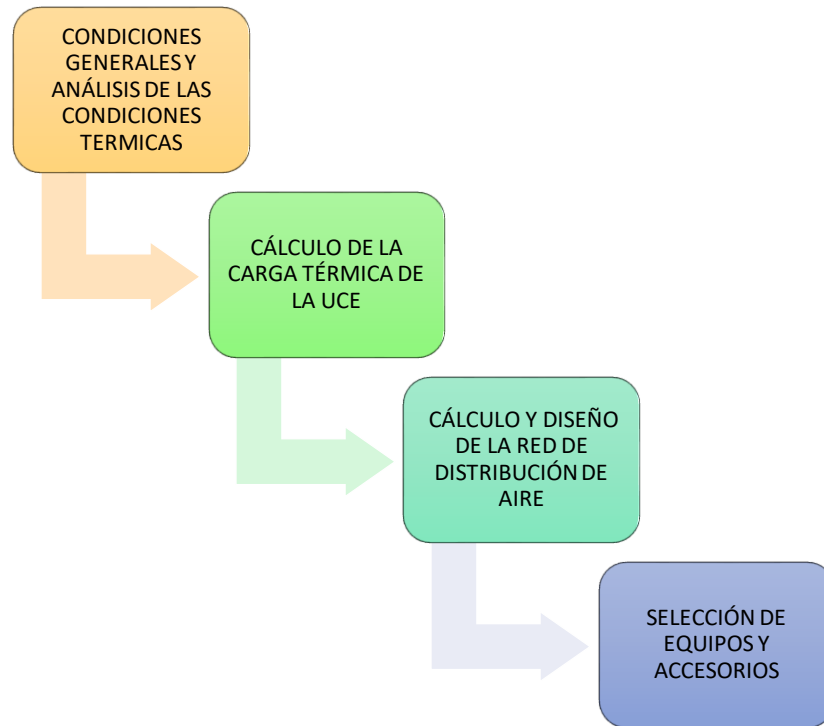 CONDICIONES
GENERALES Y
ANÁLISIS DE LAS
CONDICIONES
TERMICAS
CÁLCULO DE LA
CARGA TÉRMICA DE
LA UCE
CÁLCULO Y DISEÑO
DE LA RED DE
DISTRIBUCIÓN DE
AIRE
SELECCIÓN DE
EQUIPOS Y
ACCESORIOS